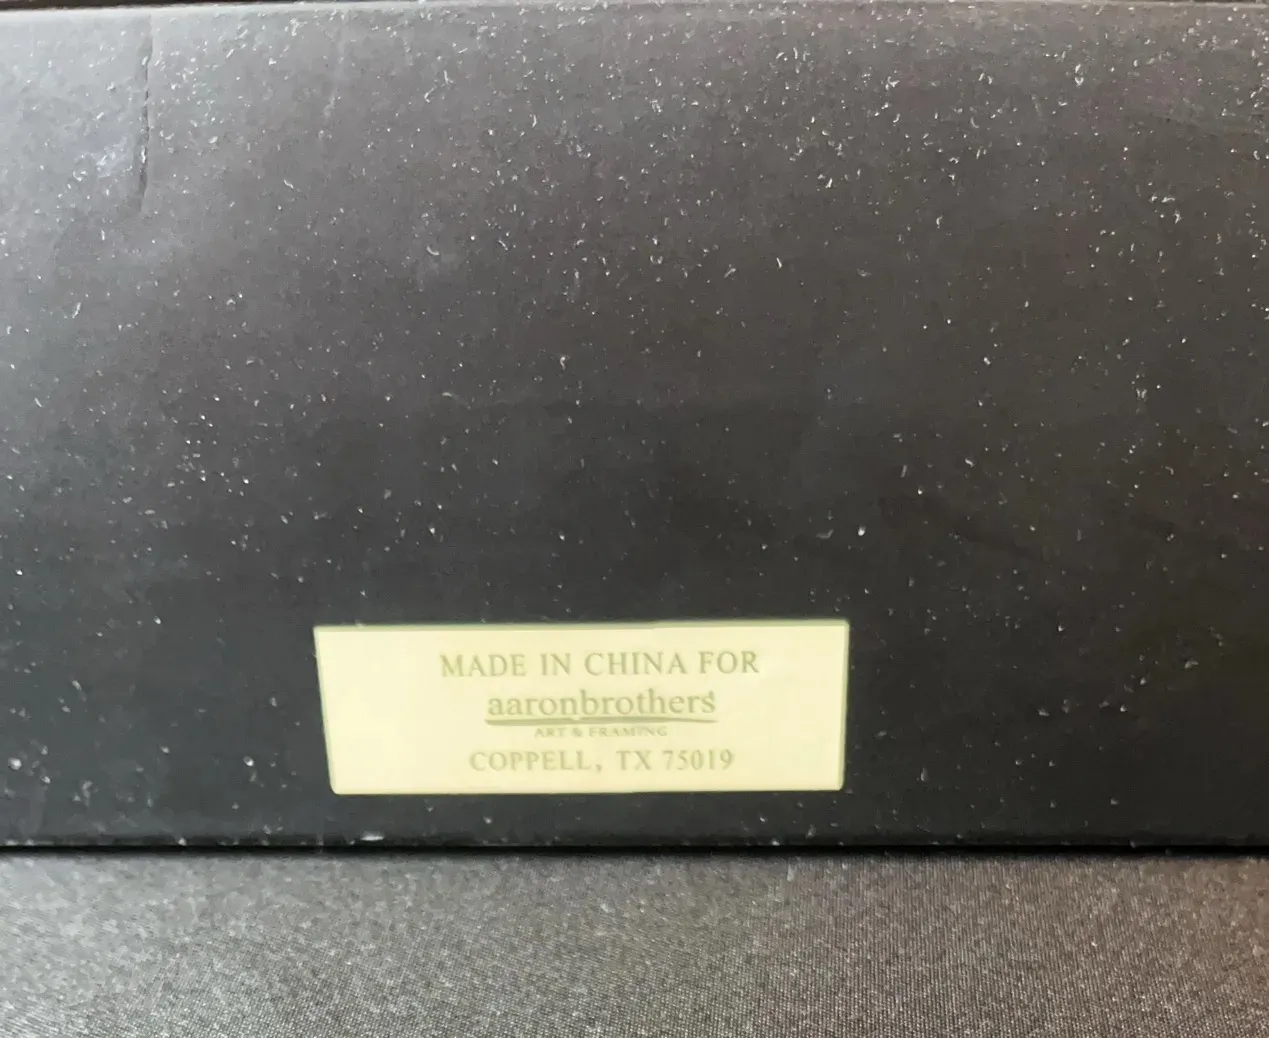 MADE IN CHINA FOR
aaronbrothers
ART & FRAMING
COPPELL, TX 75019